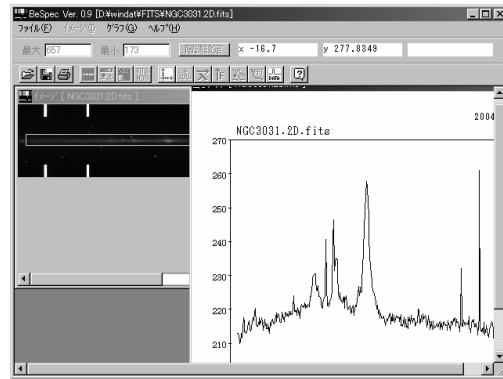 BeSpec Ver. 0.9 [D:¥windat¥FITS¥NGC3031.2D.fits]
ファイル(F) イメージ(I) グラフ(G) ヘルプ(H)
最大 657 最小 173 階調設定 x -16.7 y 277.8349
イメージ [ NGC3031.2D.fits ]
2004
NGC3031.2D.fits
270
260
250
240
230
220
210